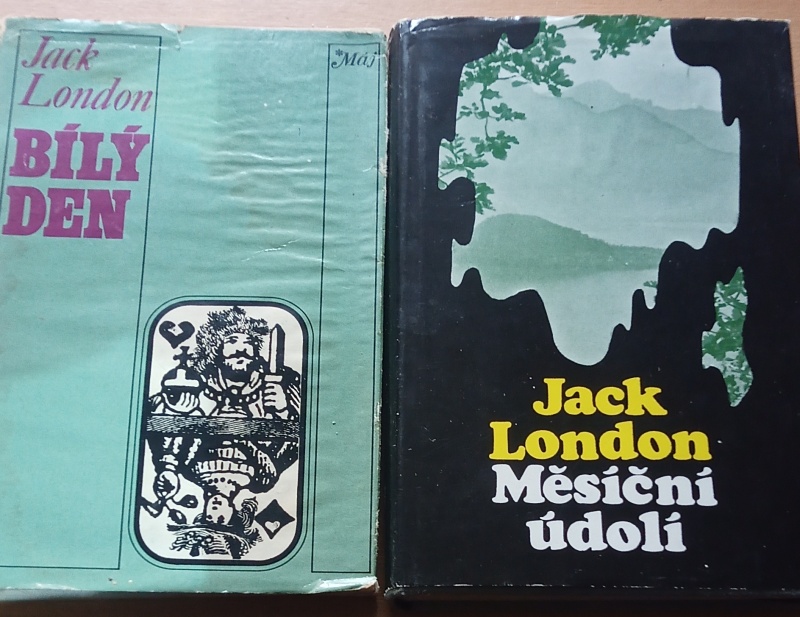 Jack
London
BÍLÝ
DEN
*Máj
Jack
London
Měsíční
údolí